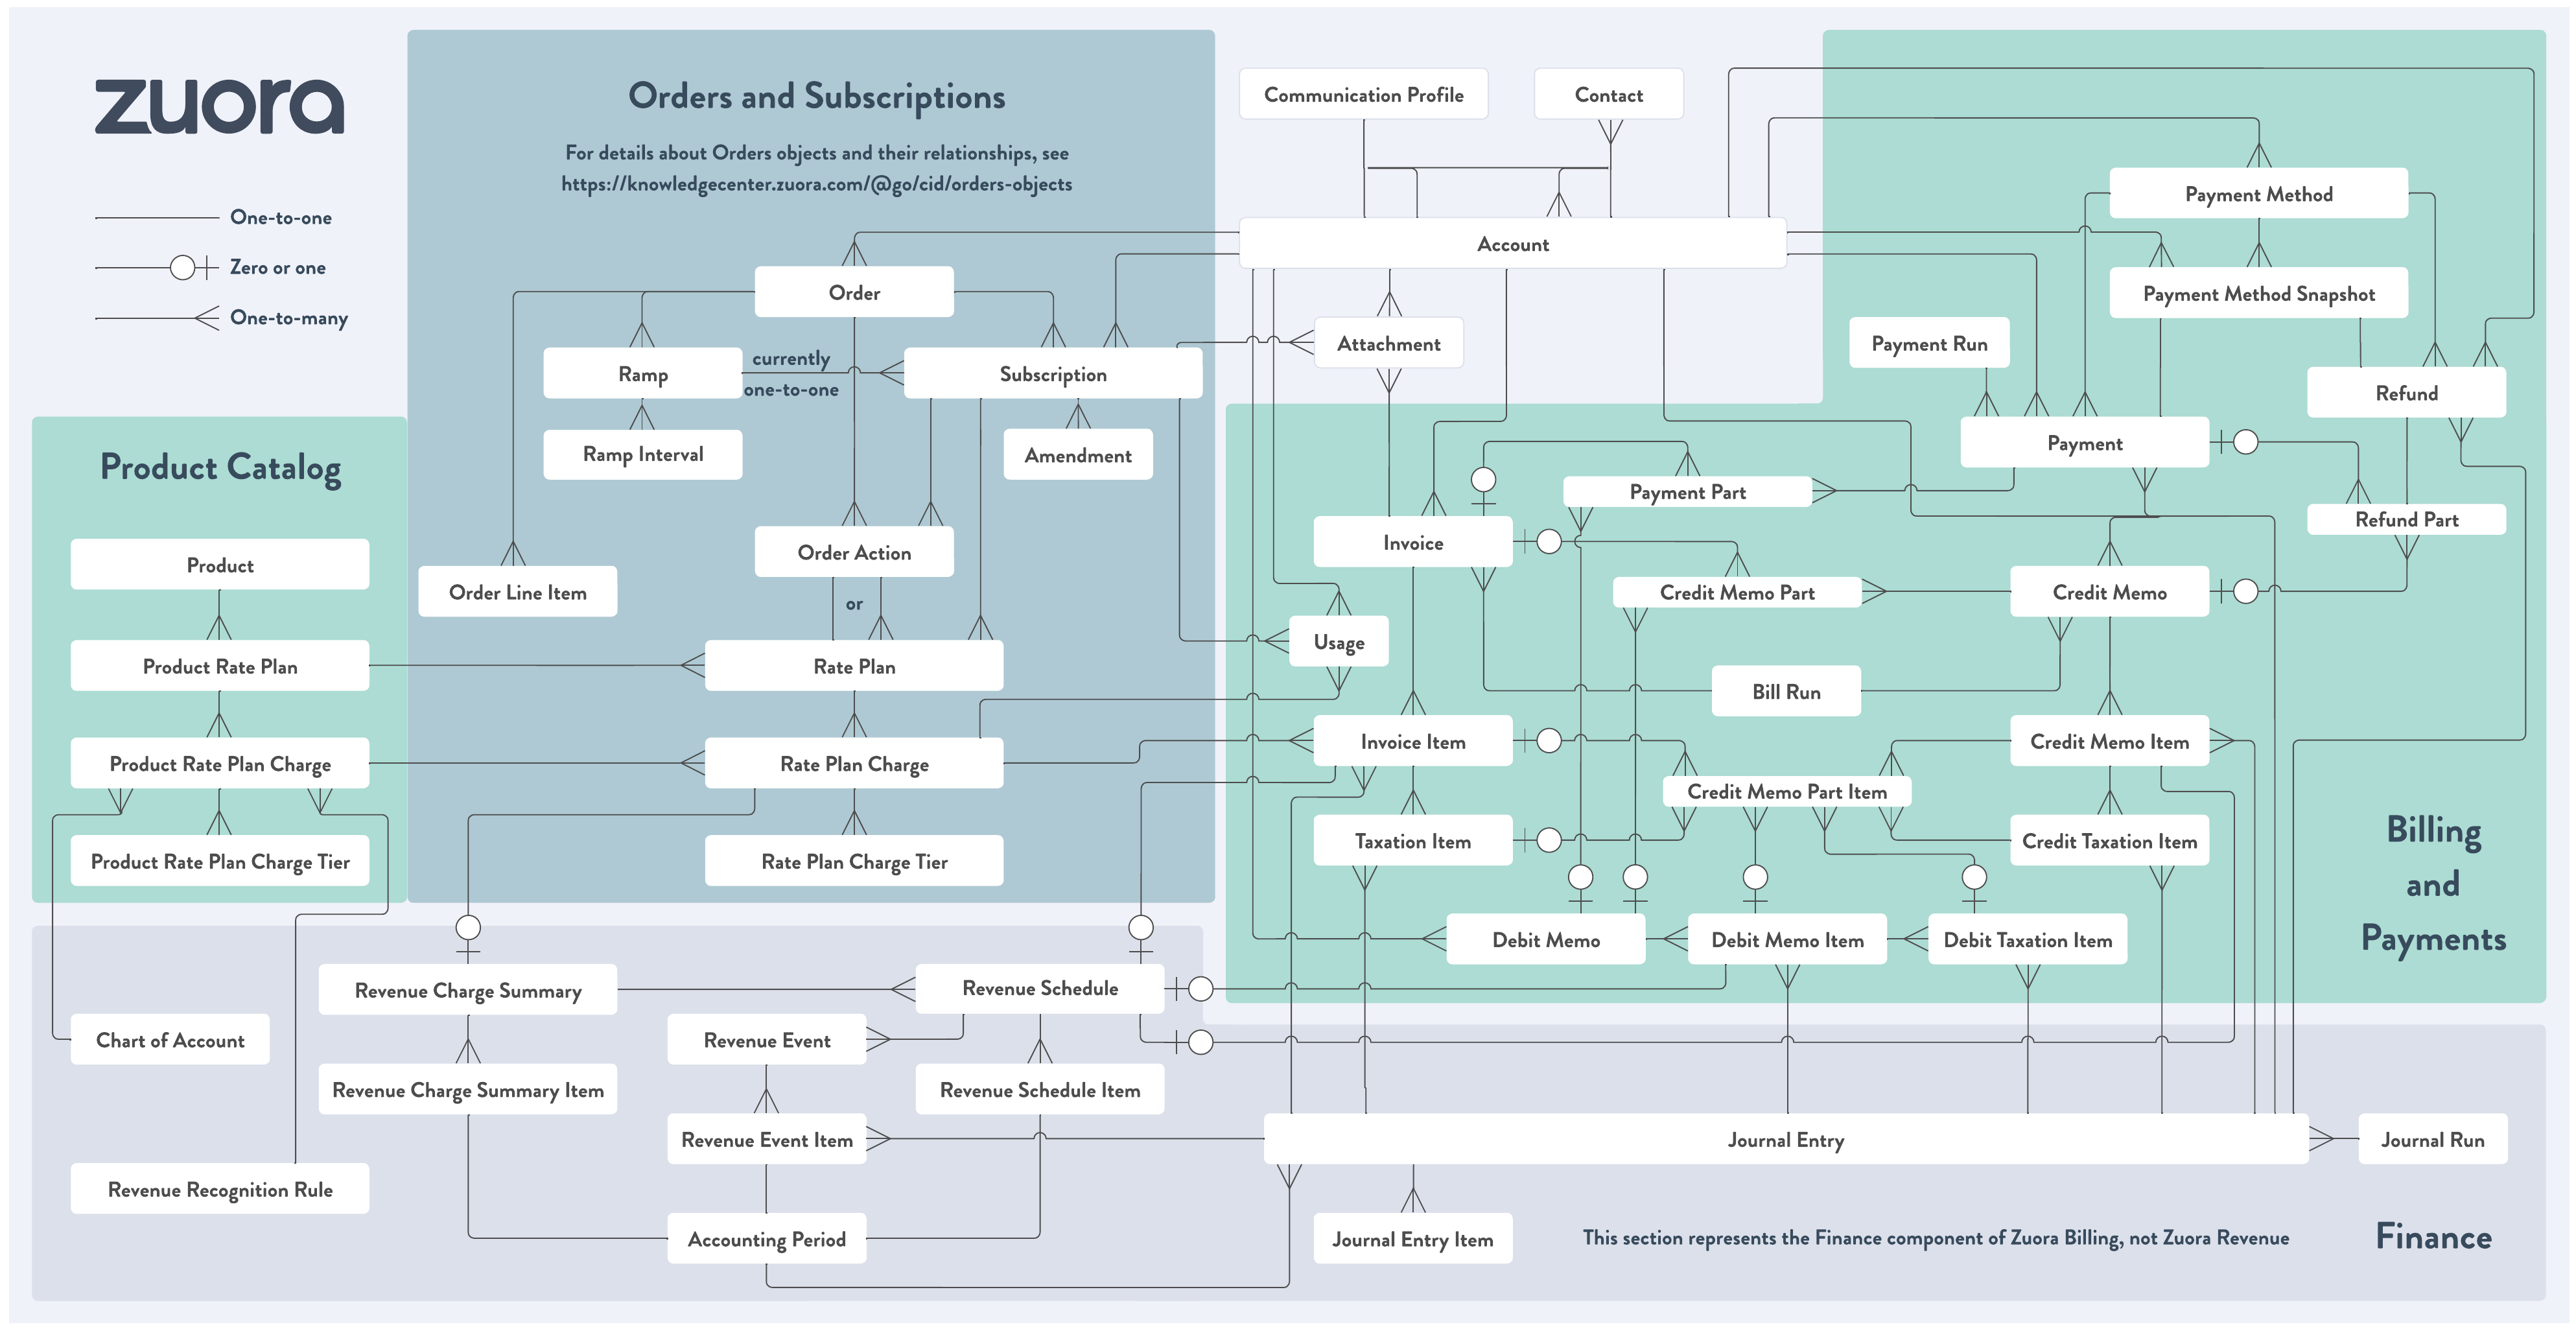 zuora
One-to-one
Zero or one
One-to-many
Orders and Subscriptions
For details about Orders objects and their relationships, see
https://knowledgecenter.zuora.com/@go/cid/orders-objects
Communication Profile
Contact
Account
Order
Ramp
currently
one-to-one
Subscription
Ramp Interval
Amendment
Order Action
or
Order Line Item
Rate Plan
Rate Plan Charge
Rate Plan Charge Tier
Product Catalog
Product
Product Rate Plan
Product Rate Plan Charge
Product Rate Plan Charge Tier
Attachment
Payment Method
Payment Method Snapshot
Payment Run
Refund
Payment
Payment Part
Refund Part
Invoice
Credit Memo Part
Credit Memo
Usage
Bill Run
Invoice Item
Credit Memo Item
Credit Memo Part Item
Taxation Item
Credit Taxation Item
Debit Memo
Debit Memo Item
Debit Taxation Item
Billing
and
Payments
Revenue Charge Summary
Revenue Schedule
Chart of Account
Revenue Event
Revenue Charge Summary Item
Revenue Schedule Item
Revenue Event Item
Journal Entry
Journal Run
Revenue Recognition Rule
Accounting Period
Journal Entry Item
This section represents the Finance component of Zuora Billing, not Zuora Revenue
Finance